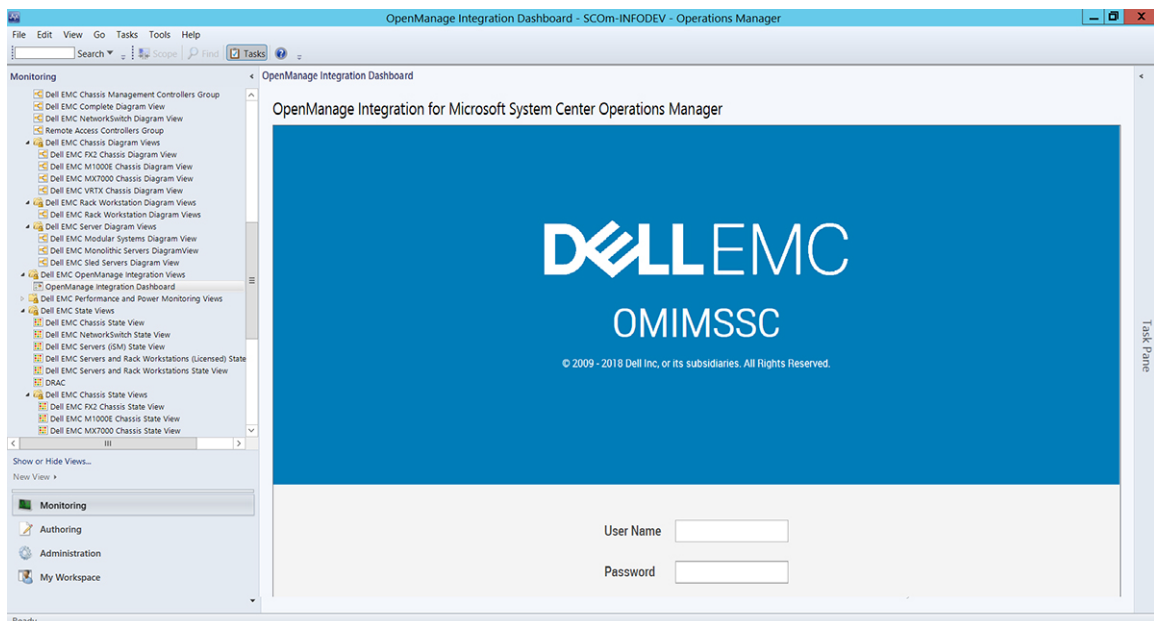 OpenManage Integration Dashboard - SCOm-INFODEV - Operations Manager
File Edit View Go Tasks Tools Help
Search Scope Find Tasks
Monitoring
OpenManage Integration Dashboard
Dell EMC Chassis Management Controllers Group
Dell EMC Complete Diagram View
Dell EMC NetworkSwitch Diagram View
Remote Access Controllers Group
Dell EMC Chassis Diagram Views
Dell EMC FX2 Chassis Diagram View
Dell EMC M1000E Chassis Diagram View
Dell EMC MX7000 Chassis Diagram View
Dell EMC VRTX Chassis Diagram View
Dell EMC Rack Workstation Diagram Views
Dell EMC Rack Workstation Diagram Views
Dell EMC Server Diagram Views
Dell EMC Modular Systems Diagram View
Dell EMC Monolithic Servers DiagramView
Dell EMC Sled Servers Diagram View
Dell EMC OpenManage Integration Views
OpenManage Integration Dashboard
Dell EMC Performance and Power Monitoring Views
Dell EMC State Views
Dell EMC Chassis State View
Dell EMC NetworkSwitch State View
Dell EMC Servers (iSM) State View
Dell EMC Servers and Rack Workstations (Licensed) State
Dell EMC Servers and Rack Workstations State View
DRAC
Dell EMC Chassis State Views
Dell EMC FX2 Chassis State View
Dell EMC M1000E Chassis State View
Dell EMC MX7000 Chassis State View
Show or Hide Views...
New View
Monitoring
Authoring
Administration
My Workspace
OpenManage Integration for Microsoft System Center Operations Manager
DELLEMC
OMIMSSC
© 2009 - 2018 Dell Inc, or its subsidiaries. All Rights Reserved.
User Name
Password
Task Pane
Ready